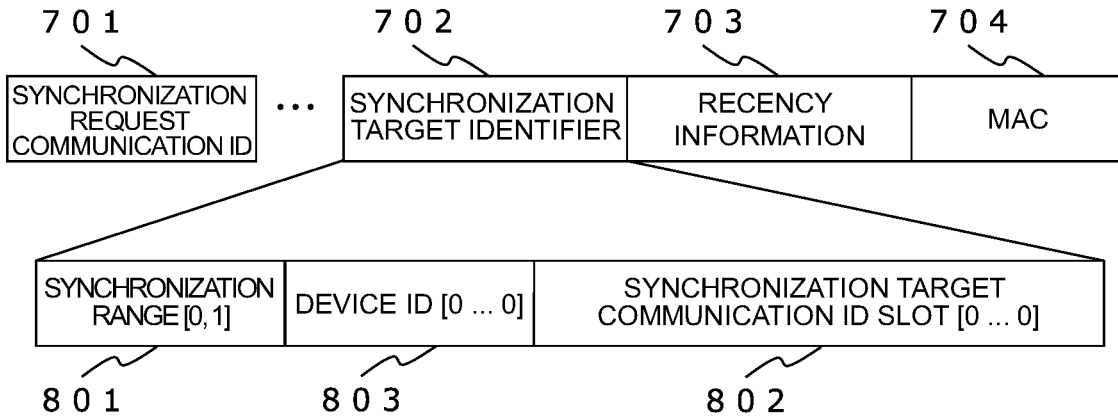 701 702 703 704
SYNCHRONIZATION
REQUEST
COMMUNICATION ID
...
SYNCHRONIZATION
TARGET IDENTIFIER
RECENCY
INFORMATION
MAC
SYNCHRONIZATION
RANGE [0, 1]
DEVICE ID [0 ... 0]
SYNCHRONIZATION TARGET
COMMUNICATION ID SLOT [0 ... 0]
801 803 802